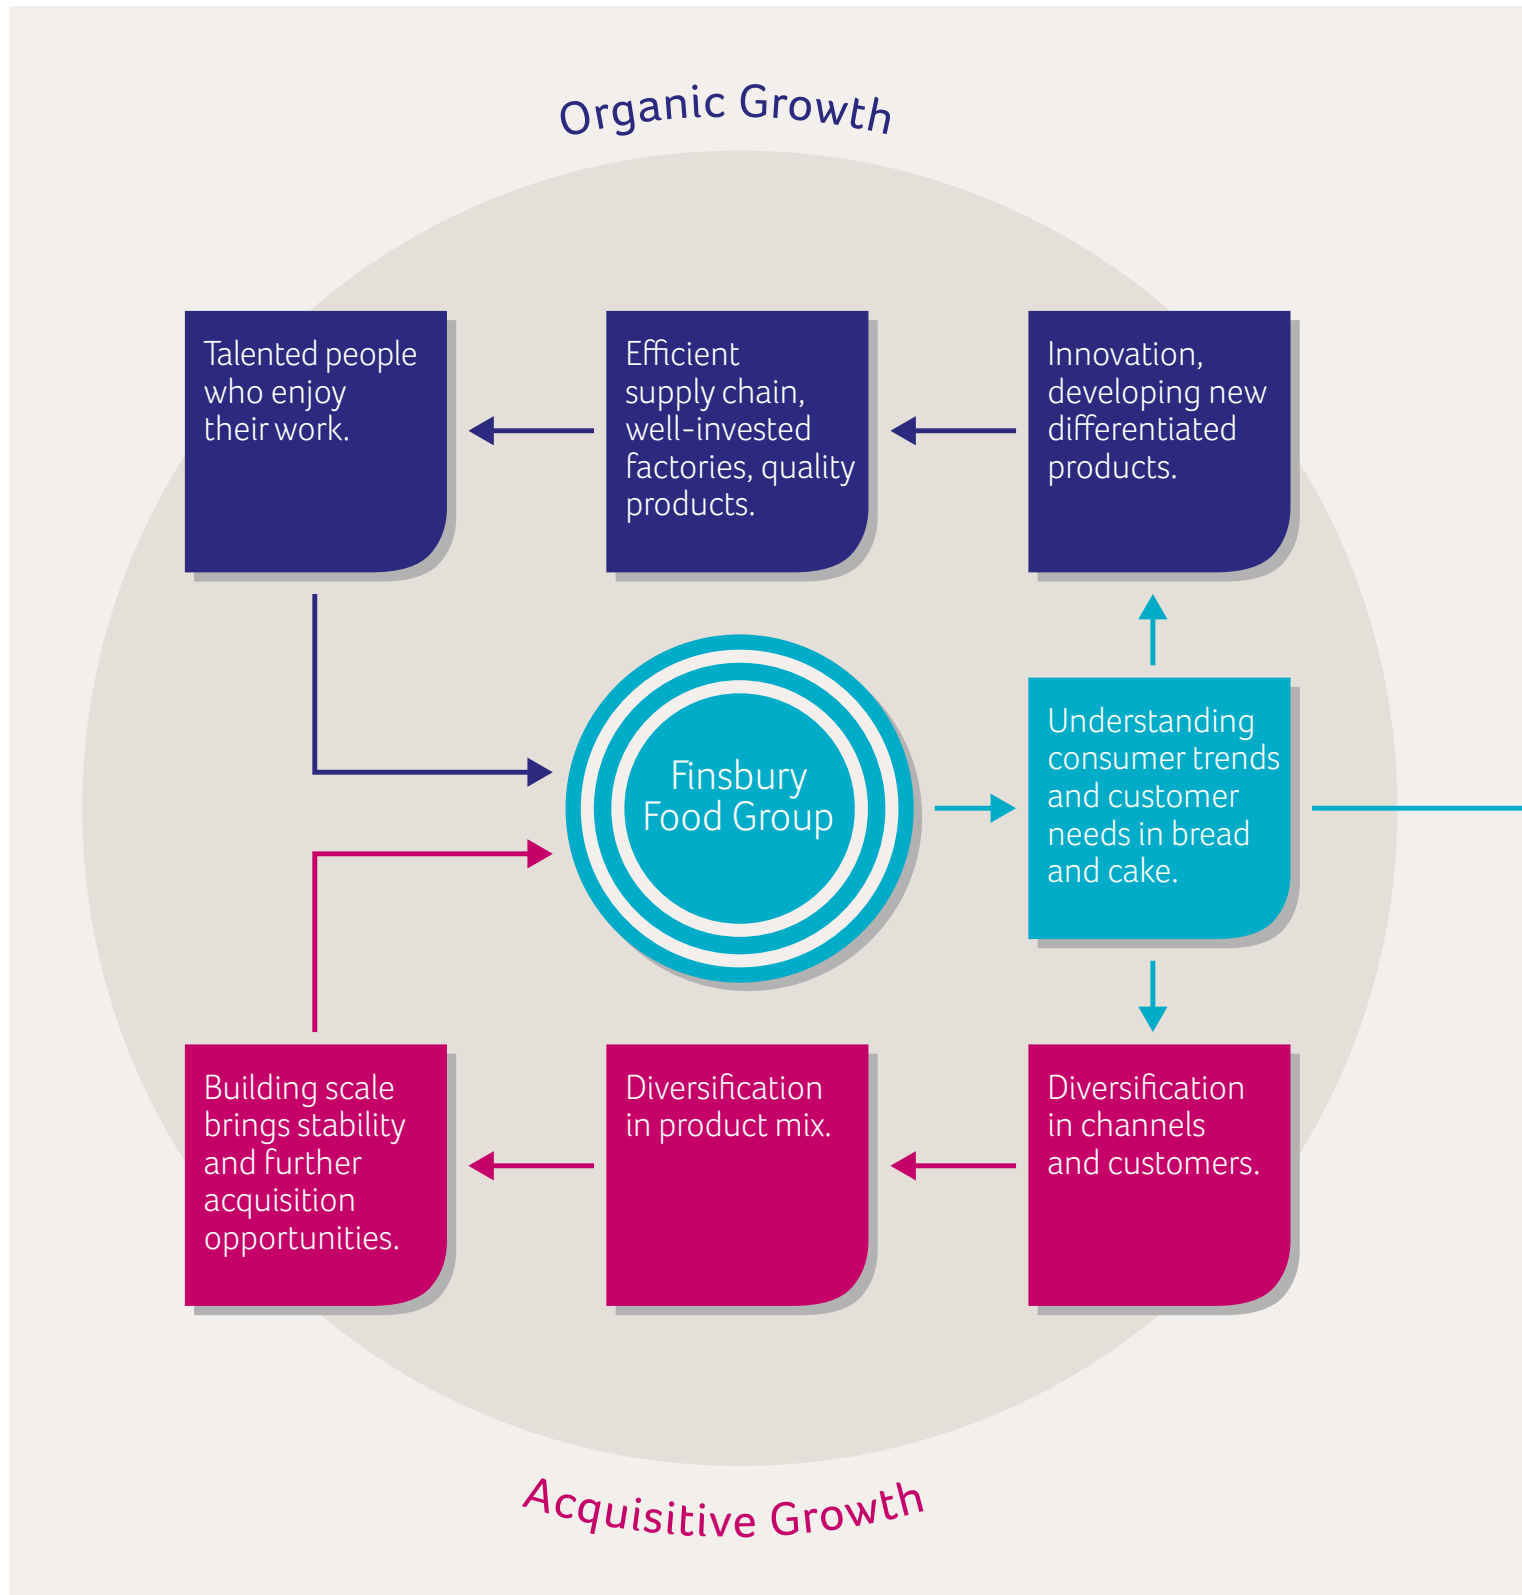 Organic Growth
Talented people
who enjoy
their work.
Efficient
supply chain,
well-invested
factories, quality
products.
Innovation,
developing new
differentiated
products.
Finsbury
Food Group
Understanding
consumer trends
and customer
needs in bread
and cake.
Building scale
brings stability
and further
acquisition
opportunities.
Diversification
in product mix.
Diversification
in channels
and customers.
Acquisitive Growth